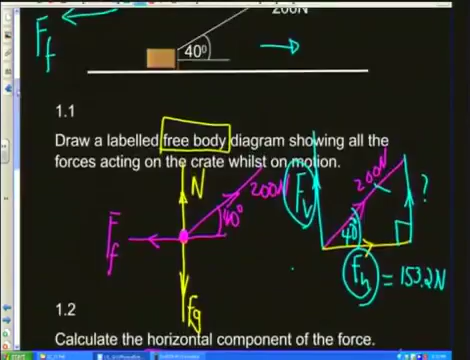 200N
F f
40°
1.1
Draw a labelled free body diagram showing all the
forces acting on the crate whilst on motion.
N
200N
40°
F f
Fg
Fv
200N
?
40°
Fh = 153.2N
1.2
Calculate the horizontal component of the force.